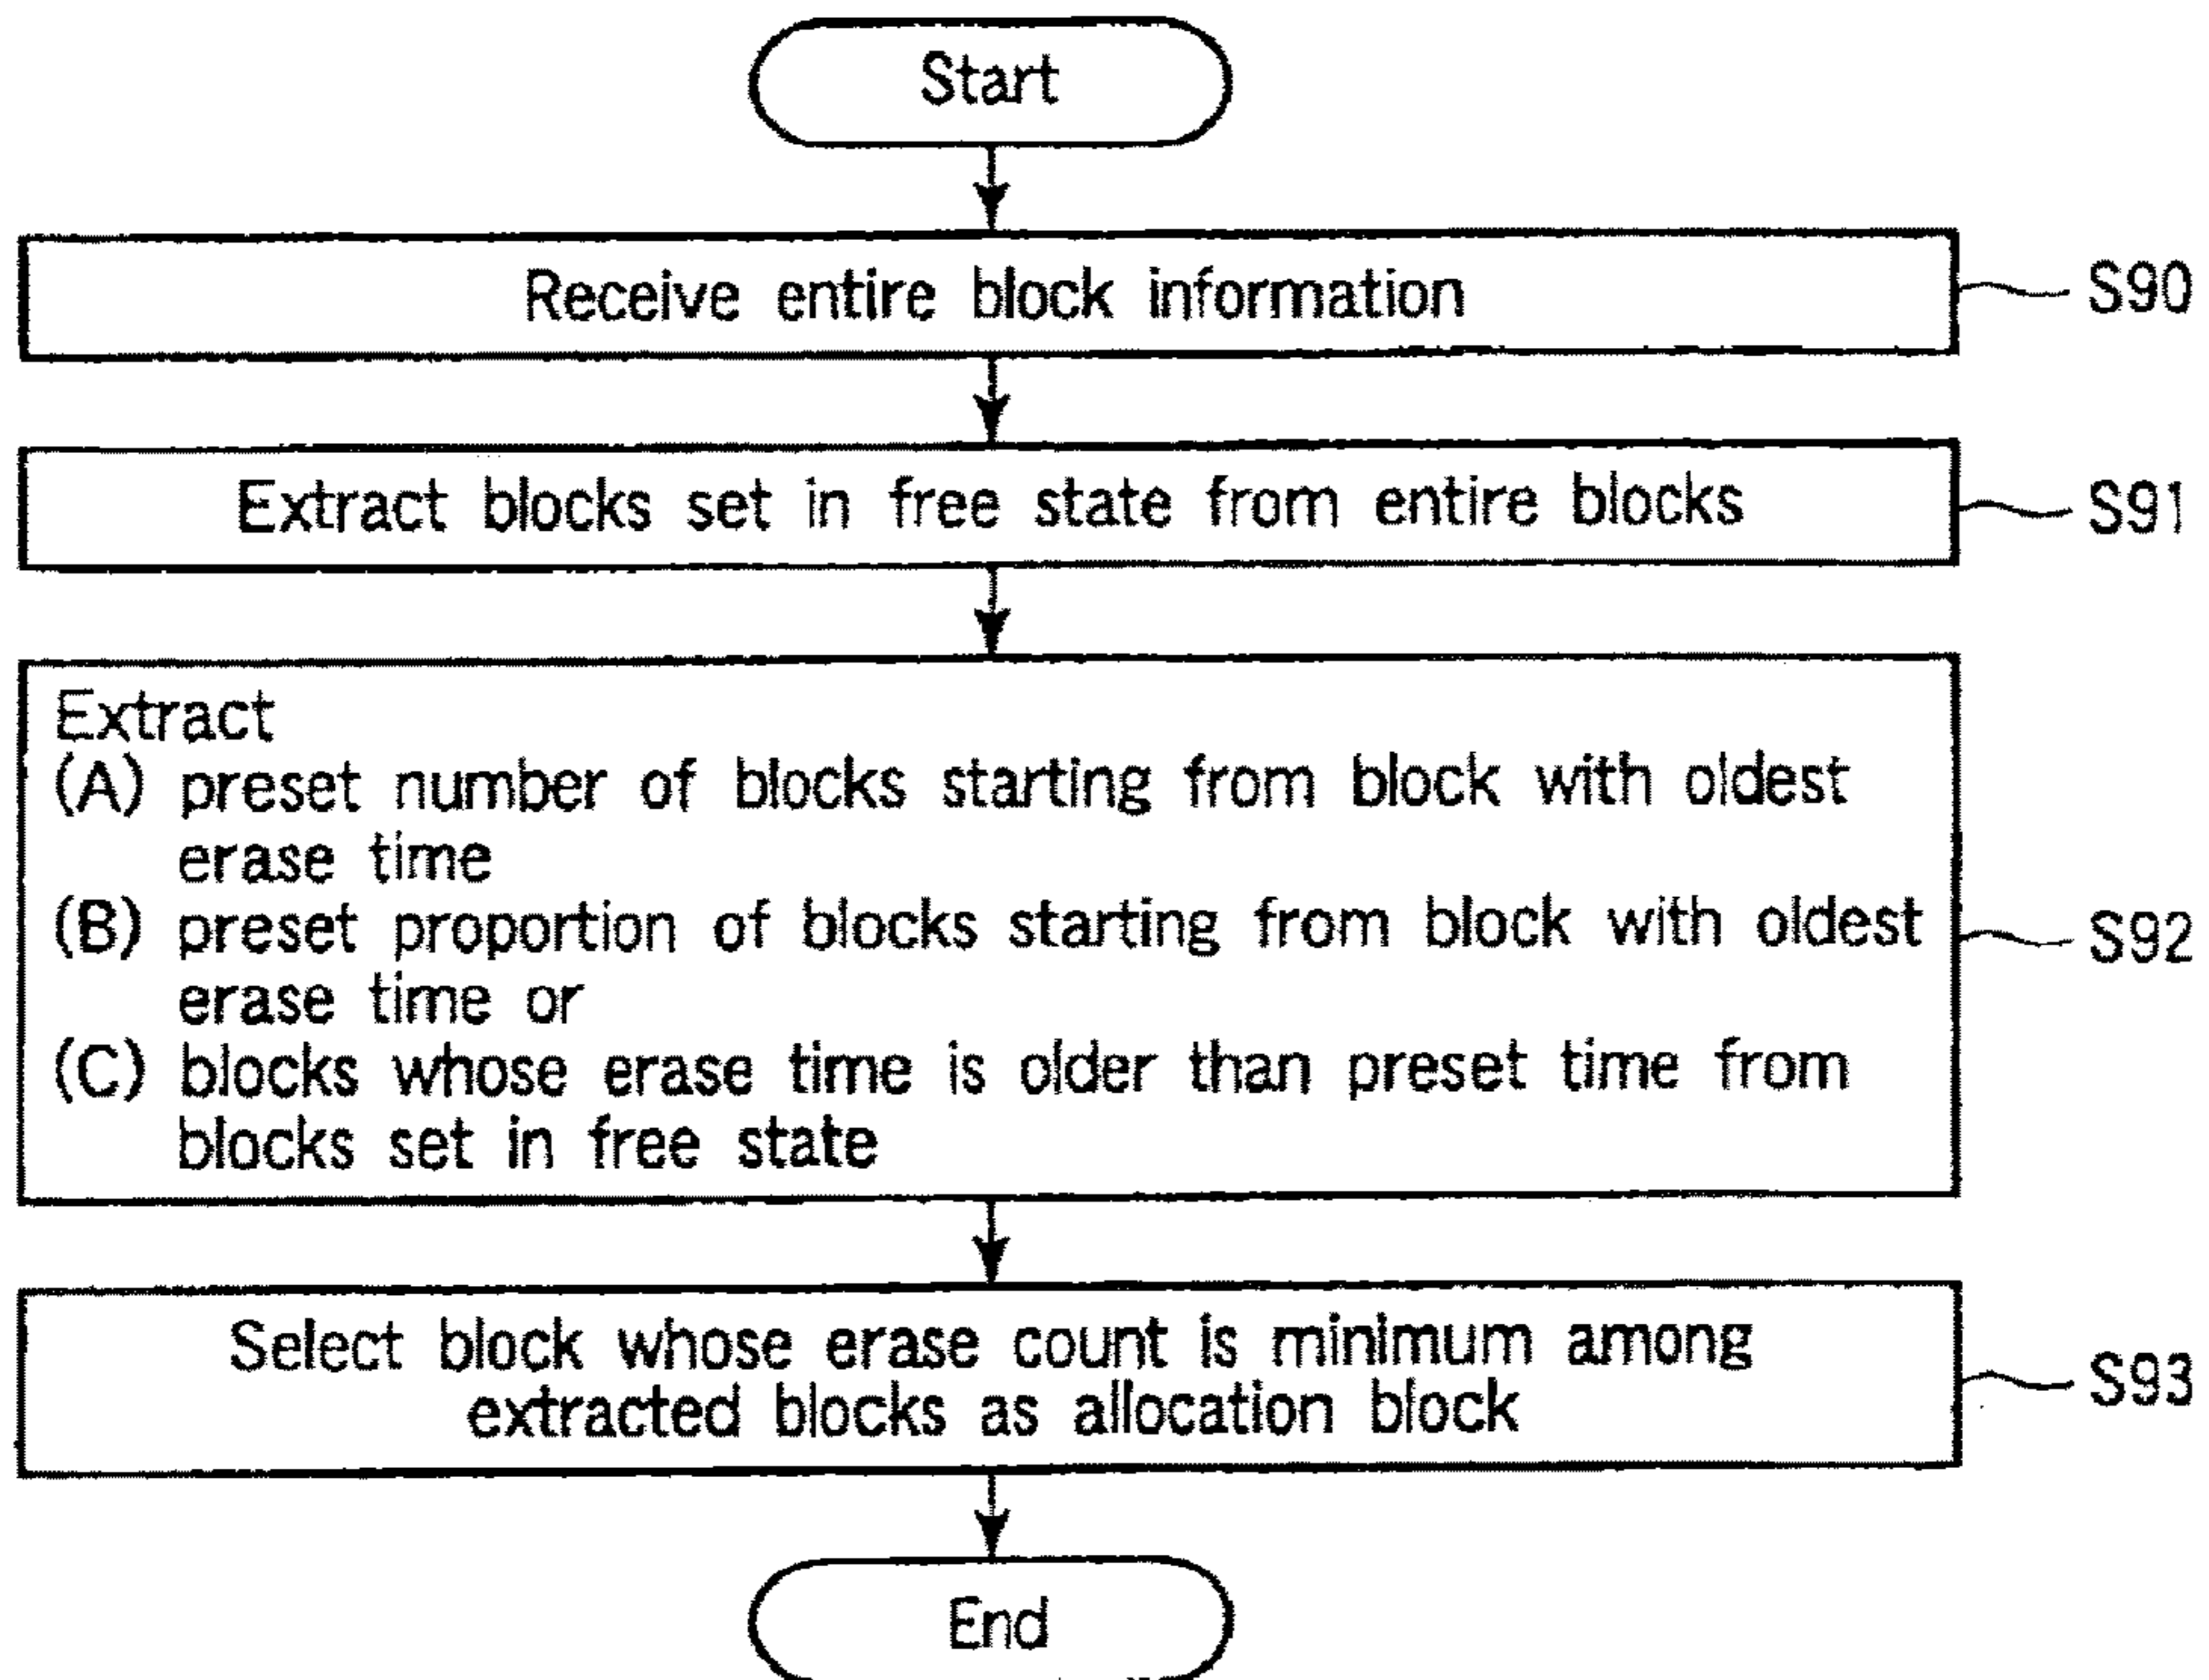 Start
Receive entire block information
S90
Extract blocks set in free state from entire blocks
S91
Extract
(A) preset number of blocks starting from block with oldest
erase time
(B) preset proportion of blocks starting from block with oldest
erase time or
(C) blocks whose erase time is older than preset time from
blocks set in free state
S92
Select block whose erase count is minimum among
extracted blocks as allocation block
S93
End